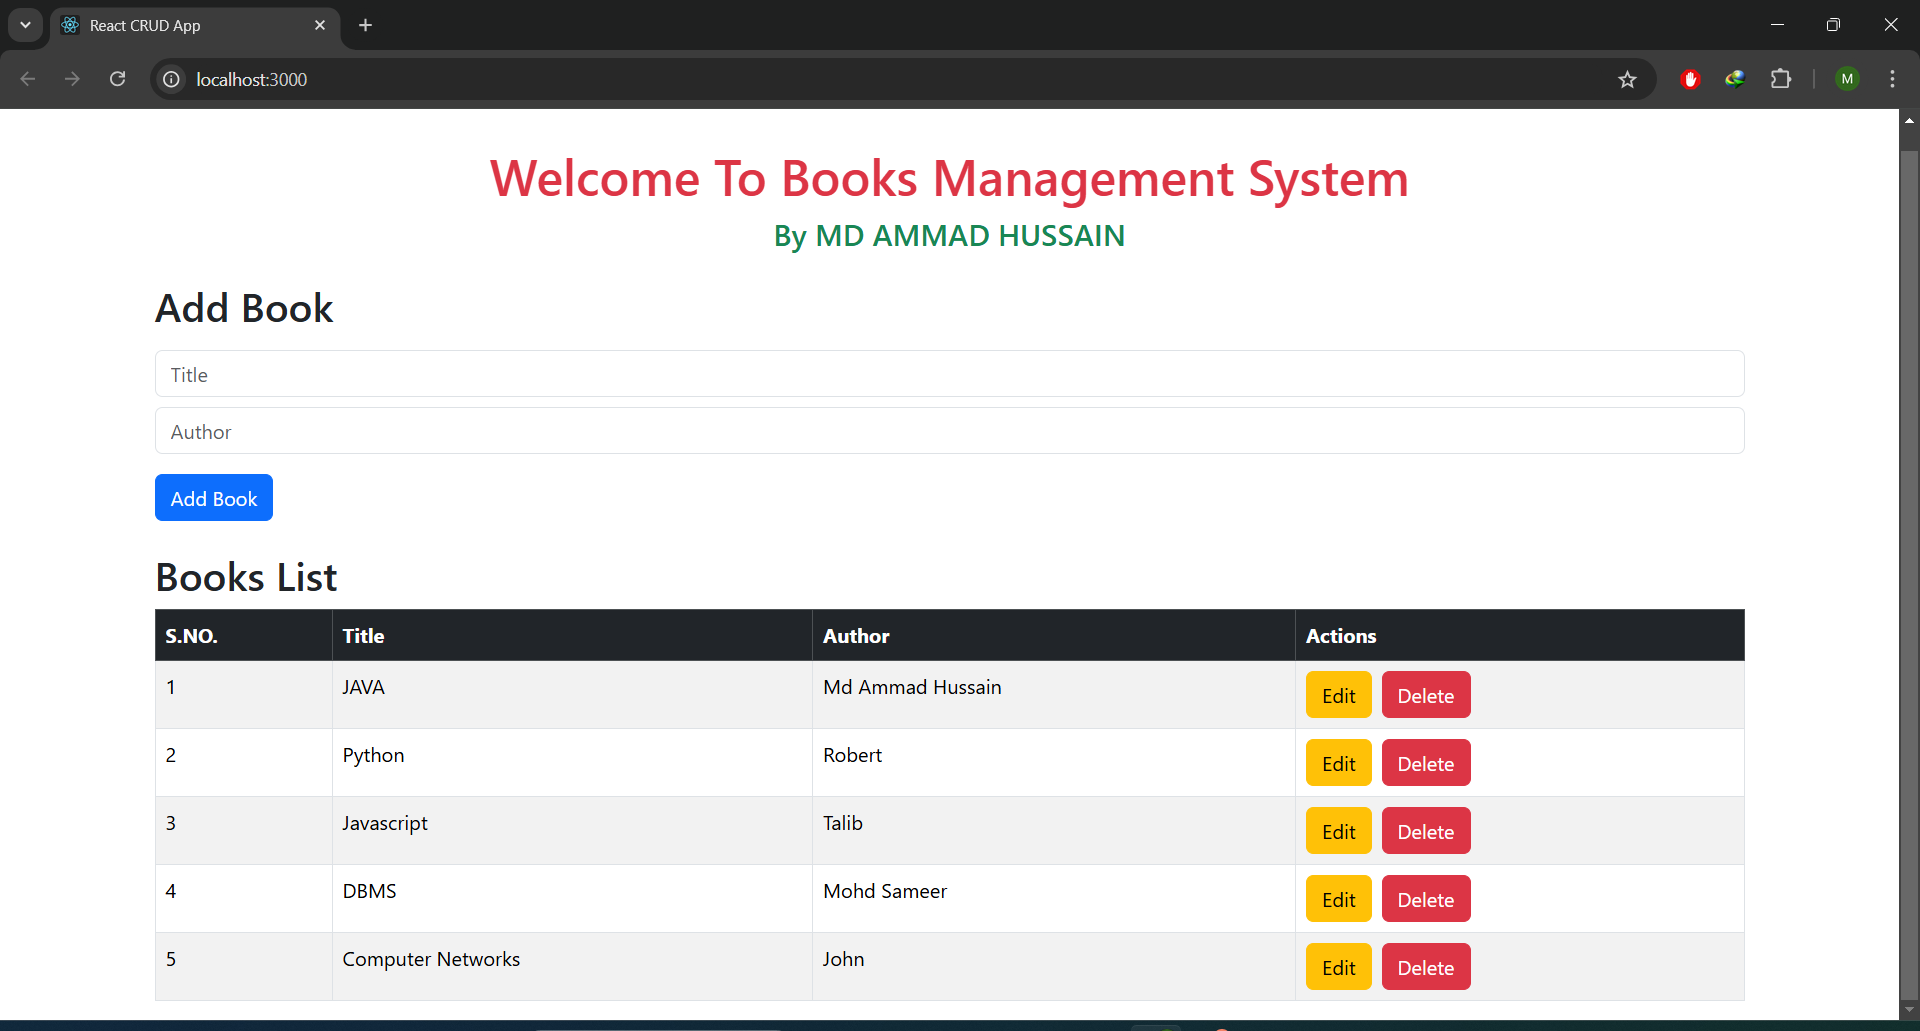 React CRUD App
localhost:3000
M
Welcome To Books Management System
By MD AMMAD HUSSAIN
Add Book
Title
Author
Add Book
Books List
S.NO. Title Author Actions
1 JAVA Md Ammad Hussain Edit Delete
2 Python Robert Edit Delete
3 Javascript Talib Edit Delete
4 DBMS Mohd Sameer Edit Delete
5 Computer Networks John Edit Delete